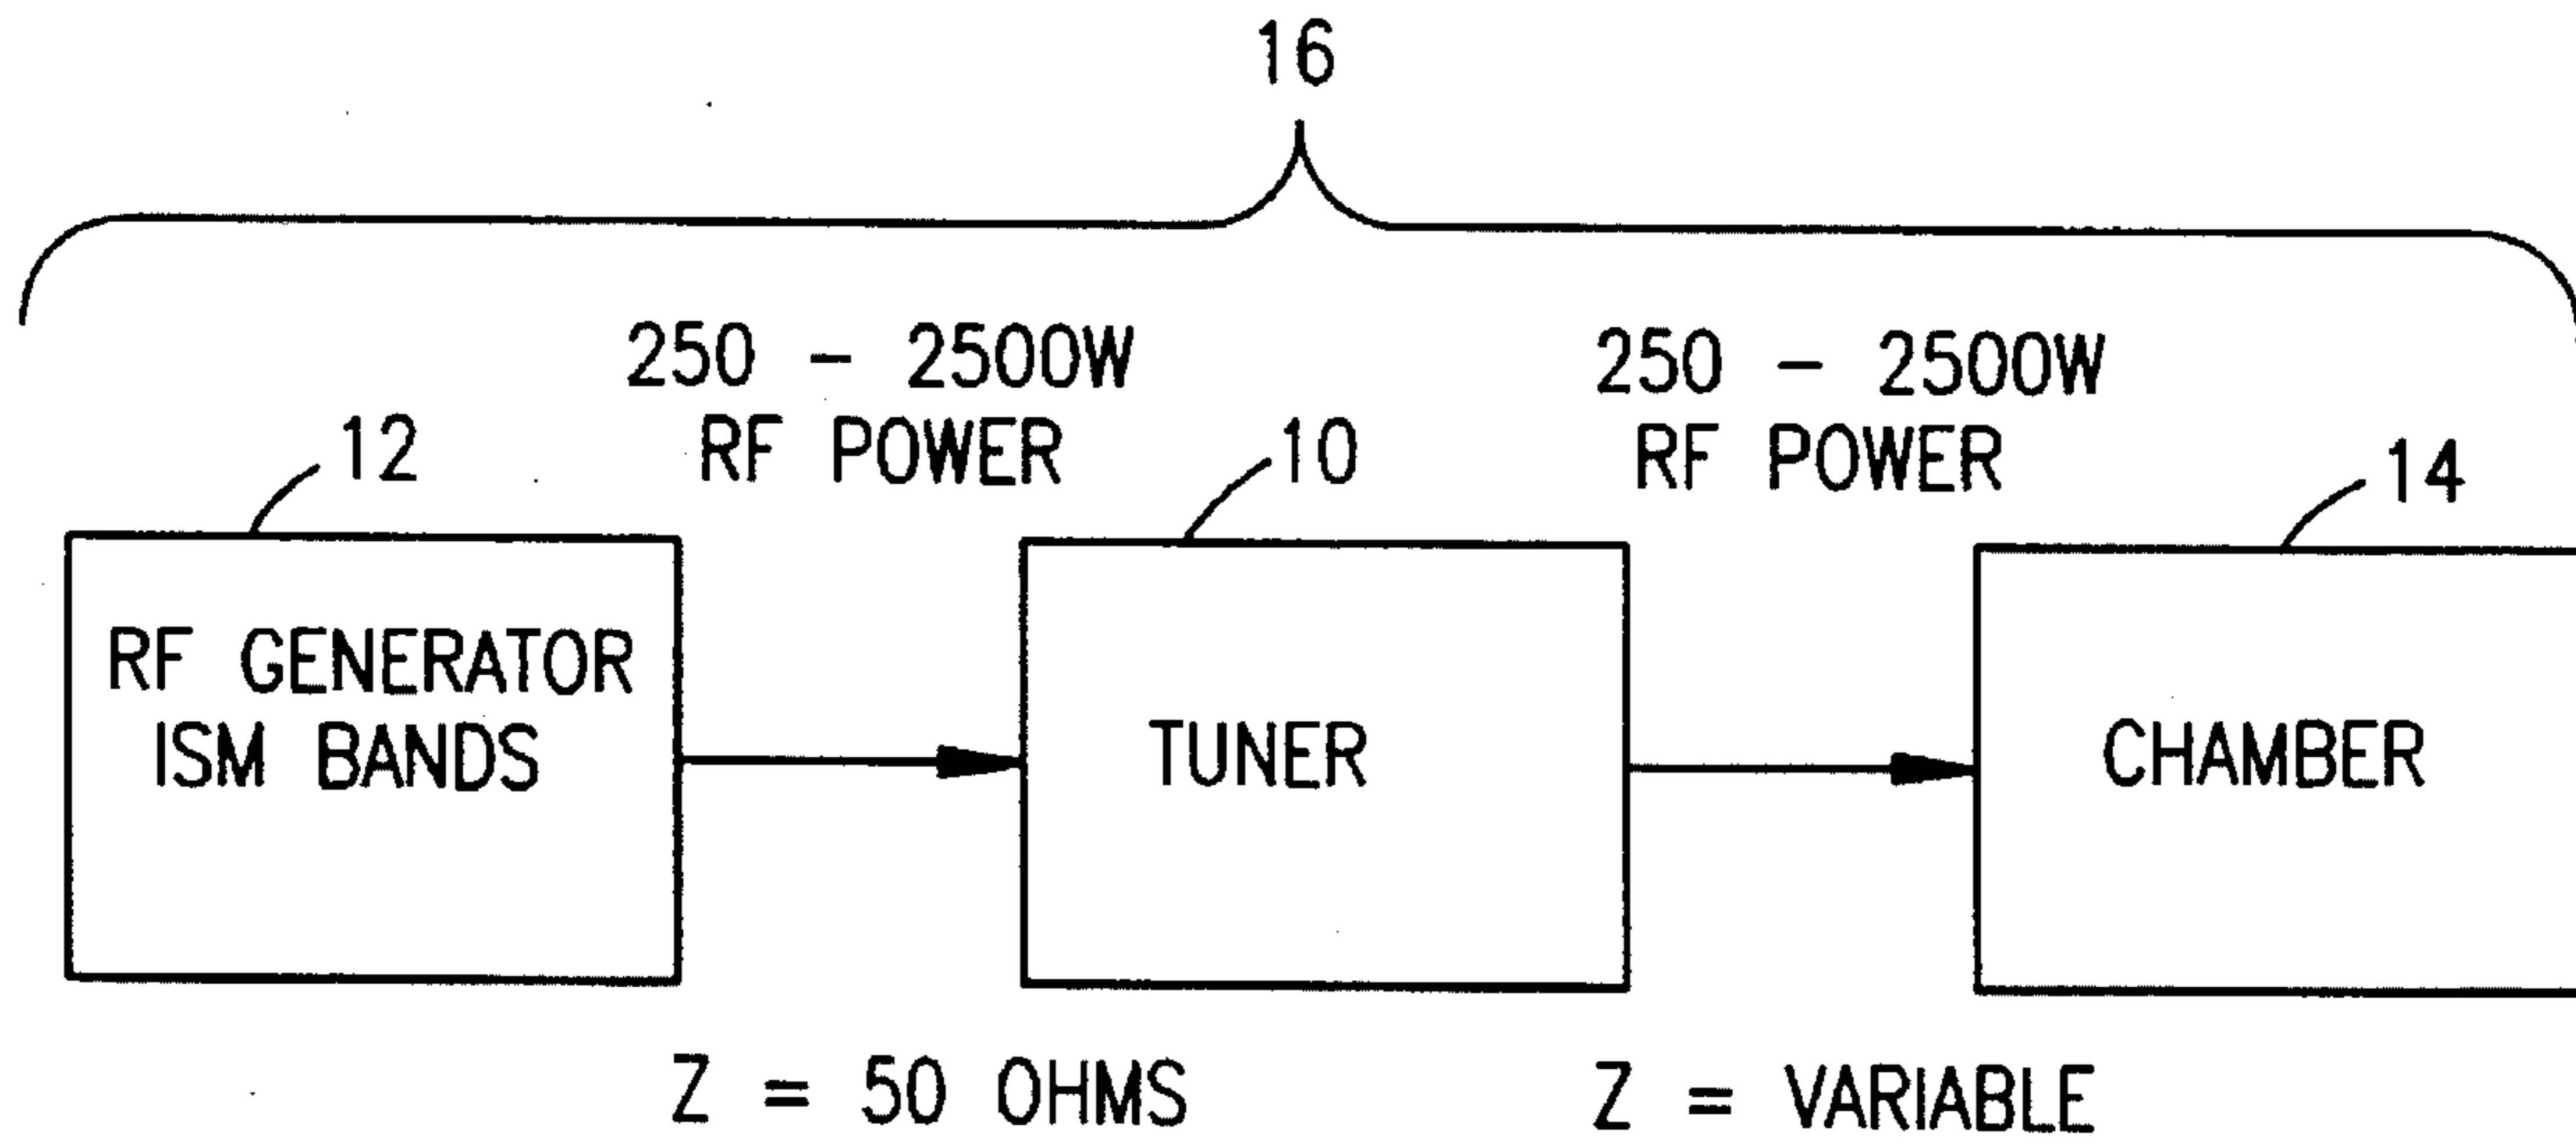 16
250 - 2500W
RF POWER
250 - 2500W
RF POWER
12
10
14
RF GENERATOR
ISM BANDS
TUNER
CHAMBER
Z = 50 OHMS
Z = VARIABLE